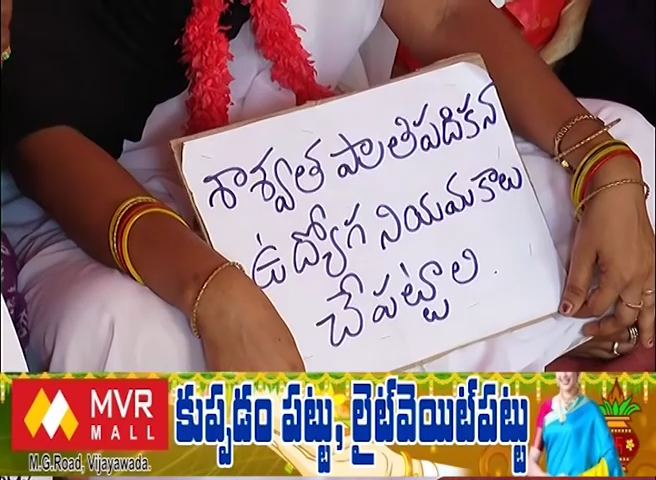 శాశ్వత ప్రాతిపదికన
ఉద్యోగ నియమకాలు
చేపట్టాలి.
MVR
MALL
M.G.Road, Vijayawada.
కుప్పడం పట్టు, లైట్‌వెయిట్‌పట్టు